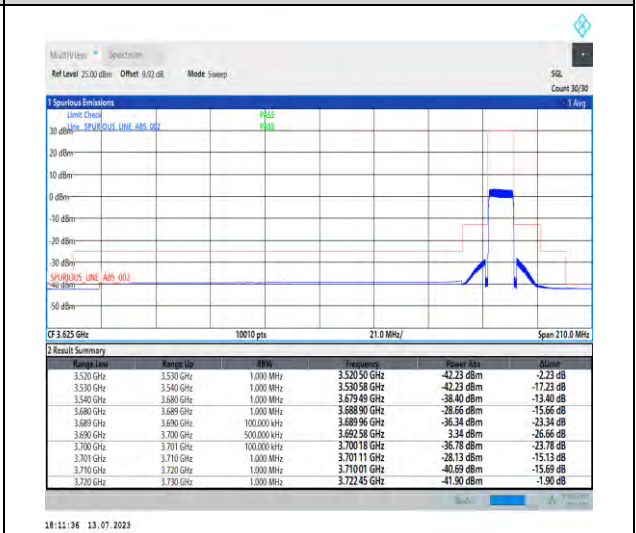 MultiView Spectrum
Ref Level 25.00 dBm Offset 9.92 dB Mode Sweep SGL
Count 30/30
1 Spurious Emissions 1 Avg
Limit Check PASS
Line SPURIOUS LINE ABS 002 PASS
30 dBm
20 dBm
10 dBm
0 dBm
-10 dBm
-20 dBm
-30 dBm
SPURIOUS LINE ABS 002
-40 dBm
-50 dBm
CF 3.625 GHz 10010 pts 21.0 MHz/ Span 210.0 MHz
2 Result Summary
Range Low Range Up RBW Frequency Power Abs ΔLimit
3.520 GHz 3.530 GHz 1.000 MHz 3.520 50 GHz -42.23 dBm -2.23 dB
3.530 GHz 3.540 GHz 1.000 MHz 3.530 58 GHz -42.23 dBm -17.23 dB
3.540 GHz 3.680 GHz 1.000 MHz 3.679 49 GHz -38.40 dBm -13.40 dB
3.680 GHz 3.689 GHz 1.000 MHz 3.688 90 GHz -28.66 dBm -15.66 dB
3.689 GHz 3.690 GHz 100.000 kHz 3.689 96 GHz -36.34 dBm -23.34 dB
3.690 GHz 3.700 GHz 500.000 kHz 3.692 58 GHz 3.34 dBm -26.66 dB
3.700 GHz 3.701 GHz 100.000 kHz 3.700 18 GHz -36.78 dBm -23.78 dB
3.701 GHz 3.710 GHz 1.000 MHz 3.701 11 GHz -28.13 dBm -15.13 dB
3.710 GHz 3.720 GHz 1.000 MHz 3.710 01 GHz -40.69 dBm -15.69 dB
3.720 GHz 3.730 GHz 1.000 MHz 3.722 45 GHz -41.90 dBm -1.90 dB
18:11:36 13.07.2023